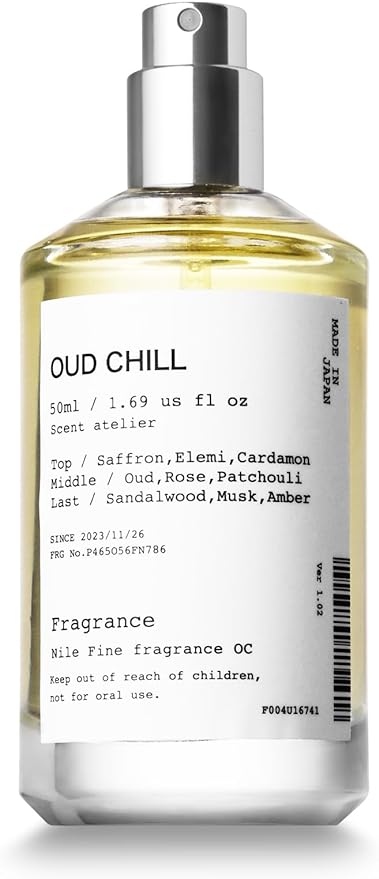 OUD CHILL
50ml / 1.69 us fl oz
Scent atelier
Top / Saffron,Elemi,Cardamon
Middle / Oud,Rose,Patchouli
Last / Sandalwood,Musk,Amber
SINCE 2023/11/26
FRG No.P465O56FN786
Fragrance
Nile Fine fragrance OC
Keep out of reach of children,
not for oral use.
MADE IN
JAPAN
Ver 1.02
F004U16741